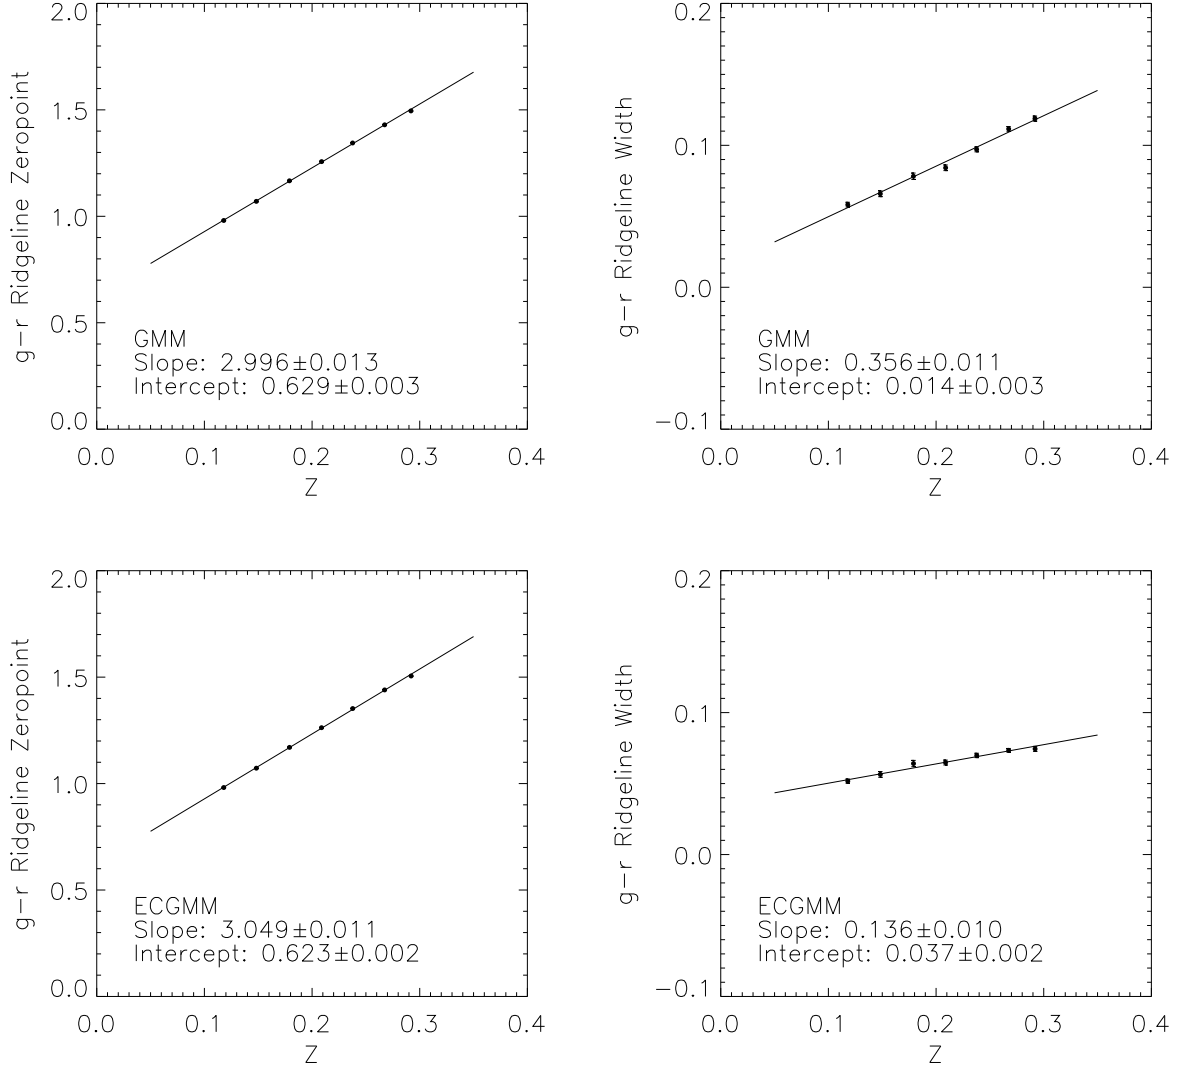 2.0
1.5
1.0
0.5
0.0
g−r Ridgeline Zeropoint
GMM
Slope: 2.996±0.013
Intercept: 0.629±0.003
0.0 0.1 0.2 0.3 0.4
Z
0.2
0.1
0.0
−0.1
g−r Ridgeline Width
GMM
Slope: 0.356±0.011
Intercept: 0.014±0.003
0.0 0.1 0.2 0.3 0.4
Z
2.0
1.5
1.0
0.5
0.0
g−r Ridgeline Zeropoint
ECGMM
Slope: 3.049±0.011
Intercept: 0.623±0.002
0.0 0.1 0.2 0.3 0.4
Z
0.2
0.1
0.0
−0.1
g−r Ridgeline Width
ECGMM
Slope: 0.136±0.010
Intercept: 0.037±0.002
0.0 0.1 0.2 0.3 0.4
Z